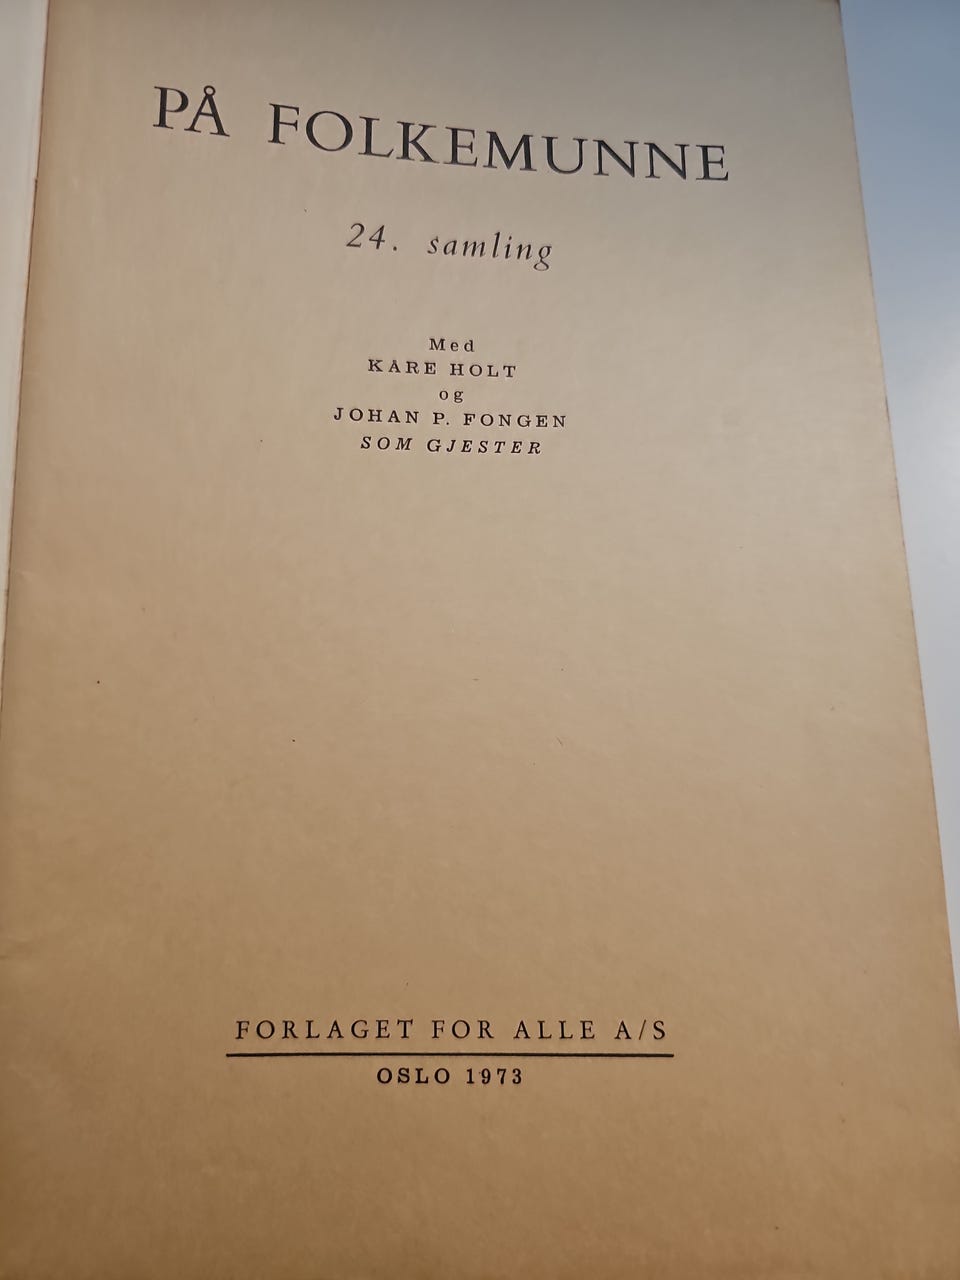 PÅ FOLKEMUNNE
24. samling
Med
KÅRE HOLT
og
JOHAN P. FONGEN
SOM GJESTER
FORLAGET FOR ALLE A/S
OSLO 1973